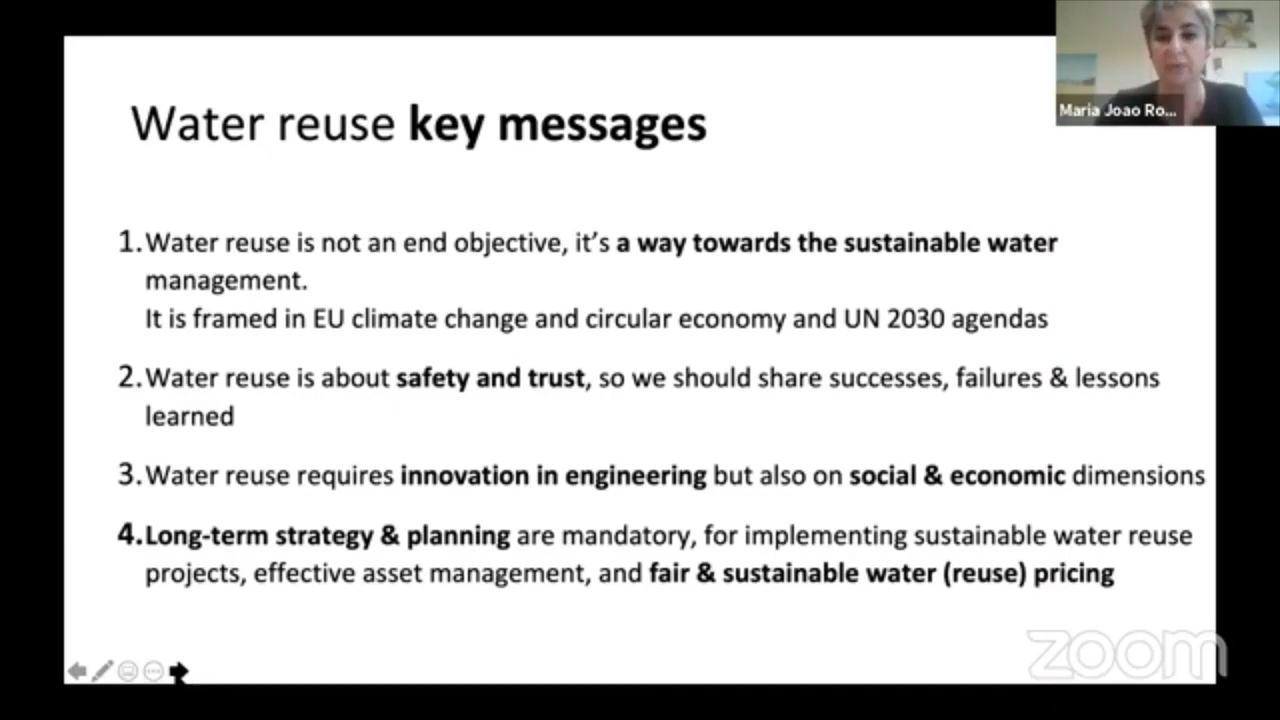 Maria Joao Ro...
Water reuse key messages
1. Water reuse is not an end objective, it's a way towards the sustainable water
management.
It is framed in EU climate change and circular economy and UN 2030 agendas
2. Water reuse is about safety and trust, so we should share successes, failures & lessons
learned
3. Water reuse requires innovation in engineering but also on social & economic dimensions
4. Long-term strategy & planning are mandatory, for implementing sustainable water reuse
projects, effective asset management, and fair & sustainable water (reuse) pricing
zoom